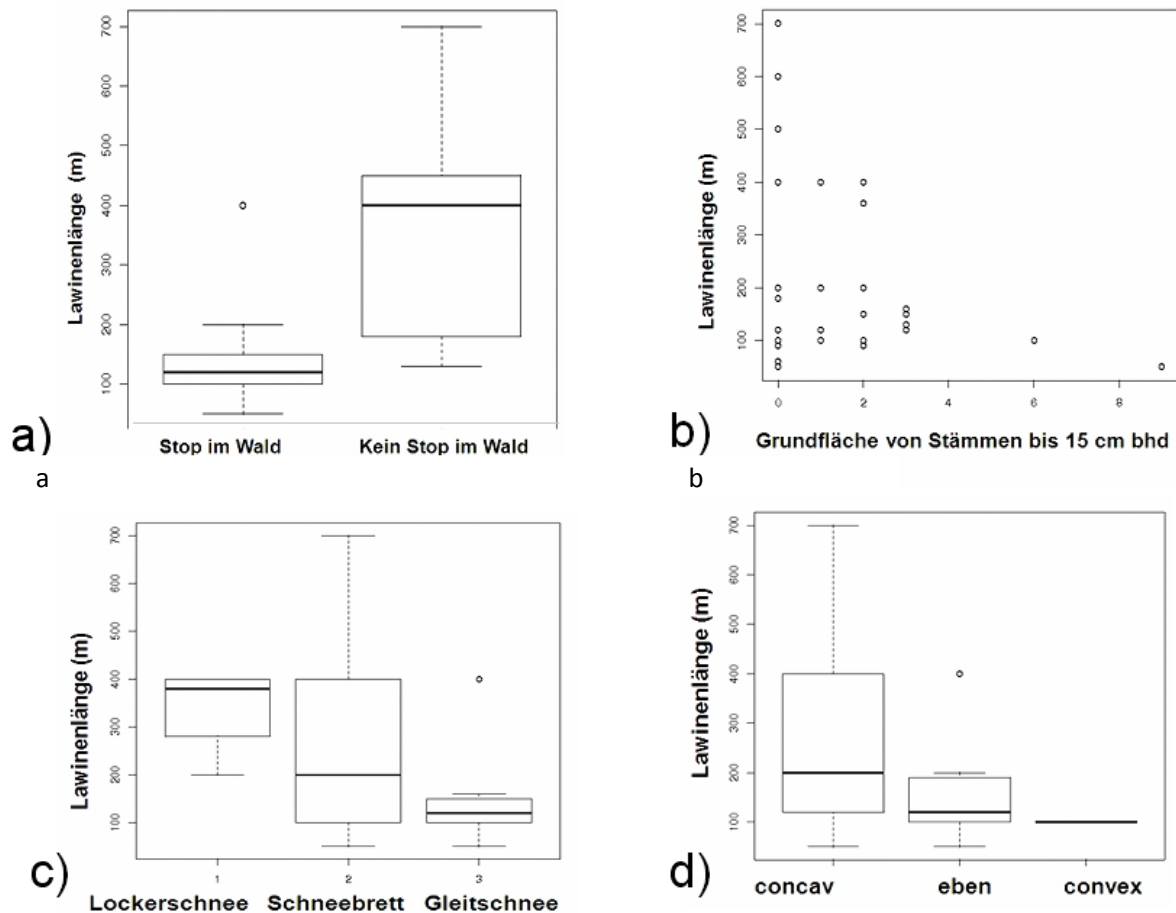 Lawinenlänge (m)
700
600
500
400
300
200
100
Stop im Wald Kein Stop im Wald
a)
a
Lawinenlänge (m)
700
600
500
400
300
200
100
0 2 4 6 8
b) Grundfläche von Stämmen bis 15 cm bhd
b
Lawinenlänge (m)
700
600
500
400
300
200
100
1 2 3
c) Lockerschnee Schneebrett Gleitschnee
Lawinenlänge (m)
700
600
500
400
300
200
100
d) concav eben convex